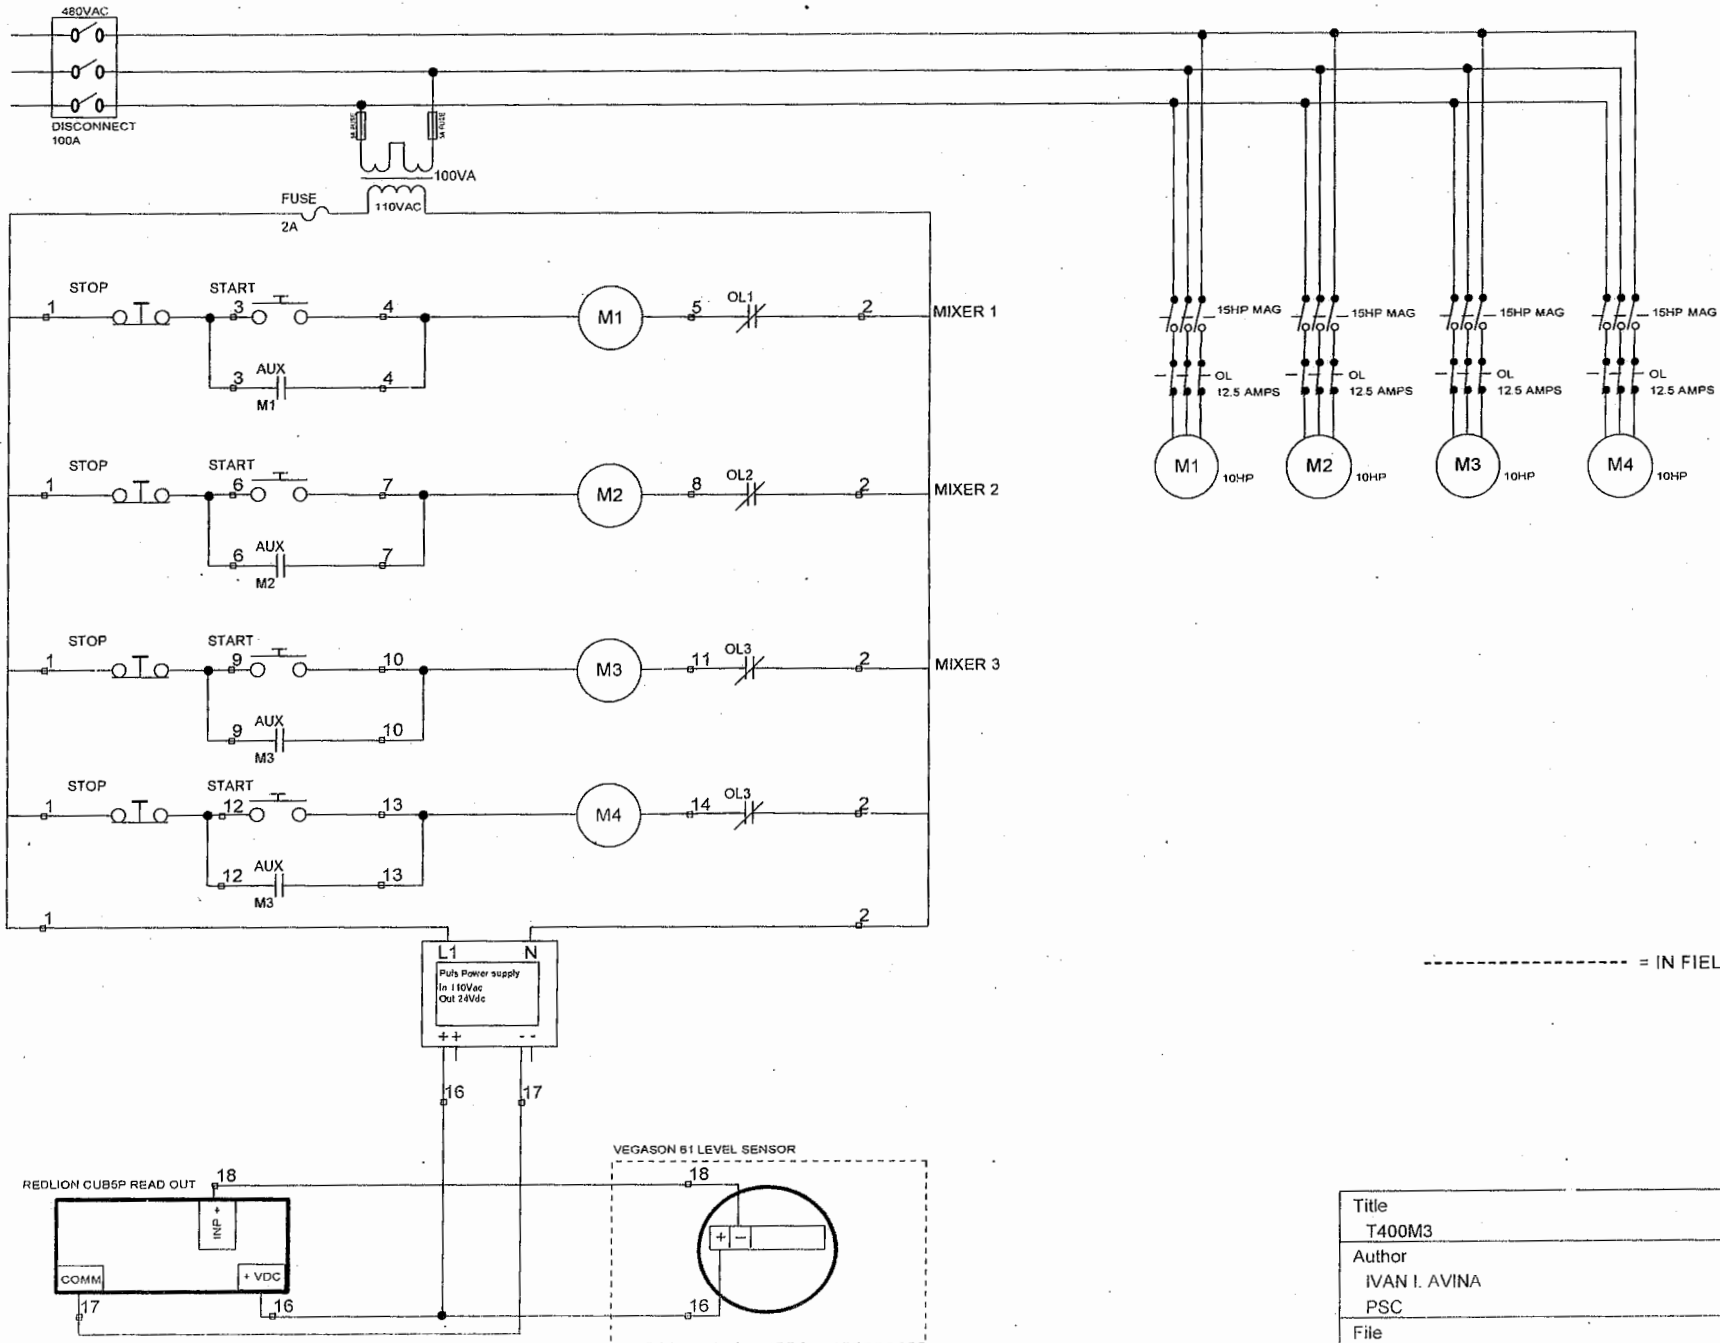 480VAC
DISCONNECT
100A
100VA
110VAC
FUSE
2A
STOP
START
1
3
4
M1
5
OL1
2
MIXER 1
15HP MAG
15HP MAG
15HP MAG
15HP MAG
3
AUX
4
M1
OL
12.5 AMPS
OL
12.5 AMPS
OL
12.5 AMPS
OL
12.5 AMPS
M1
10HP
M2
10HP
M3
10HP
M4
10HP
STOP
START
1
6
7
M2
8
OL2
2
MIXER 2
6
AUX
7
M2
STOP
START
1
9
10
M3
11
OL3
2
MIXER 3
9
AUX
10
M3
STOP
START
1
12
13
M4
14
OL3
2
12
AUX
13
M3
1
2
L1
N
Puls Power supply
In 110Vac
Out 24Vdc
++
--
= IN FIEL
16
17
VEGASON 61 LEVEL SENSOR
REDLION CUB5P READ OUT
18
18
INP +
+ −
COMM
+ VDC
17
16
16
Title
T400M3
Author
IVAN I. AVINA
PSC
File